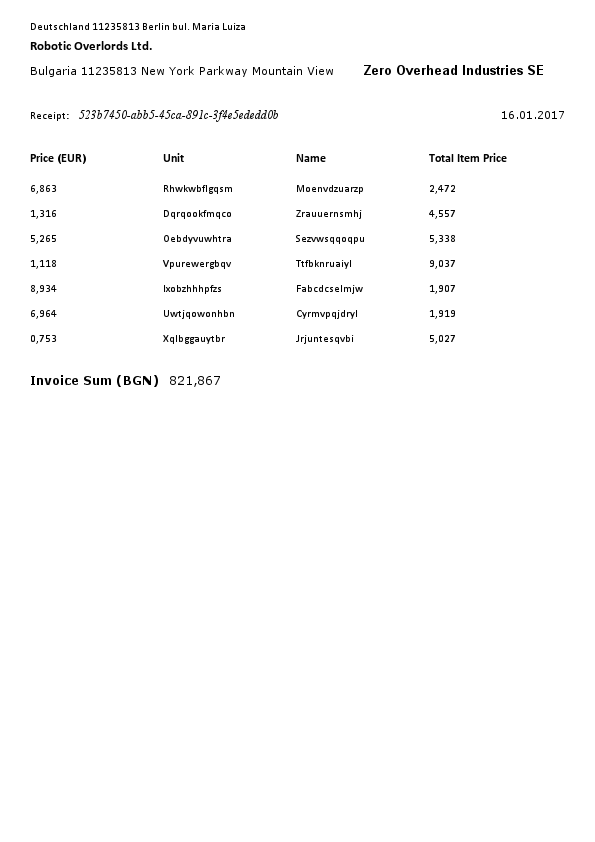 Deutschland 11235813 Berlin bul. Maria Luiza
Robotic Overlords Ltd.
Bulgaria 11235813 New York Parkway Mountain View Zero Overhead Industries SE
Receipt: 523b7450-abb5-45ca-891c-3f4e5ededd0b 16.01.2017
Price (EUR) Unit Name Total Item Price
6,863 Rhwkwbflgqsm Moenvdzuarzp 2,472
1,316 Dqrqookfmqco Zrauuernsmhj 4,557
5,265 Oebdyvuwhtra Sezvwsqqoqpu 5,338
1,118 Vpurewergbqv Ttfbknruaiyl 9,037
8,934 Ixobzhhhpfzs Fabcdcselmjw 1,907
6,964 Uwtjqowonhbn Cyrmvpqjdryl 1,919
0,753 Xqlbggauytbr Jrjuntesqvbi 5,027
Invoice Sum (BGN) 821,867